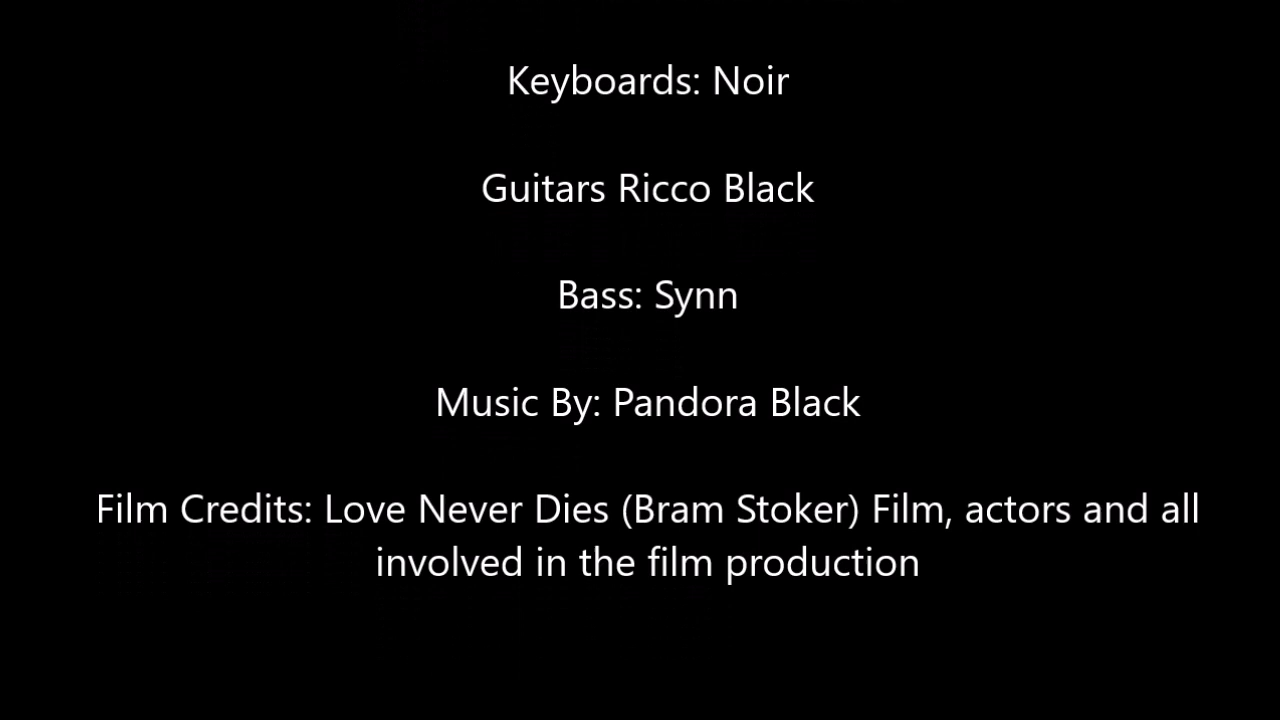 Keyboards: Noir
Guitars Ricco Black
Bass: Synn
Music By: Pandora Black
Film Credits: Love Never Dies (Bram Stoker) Film, actors and all
involved in the film production